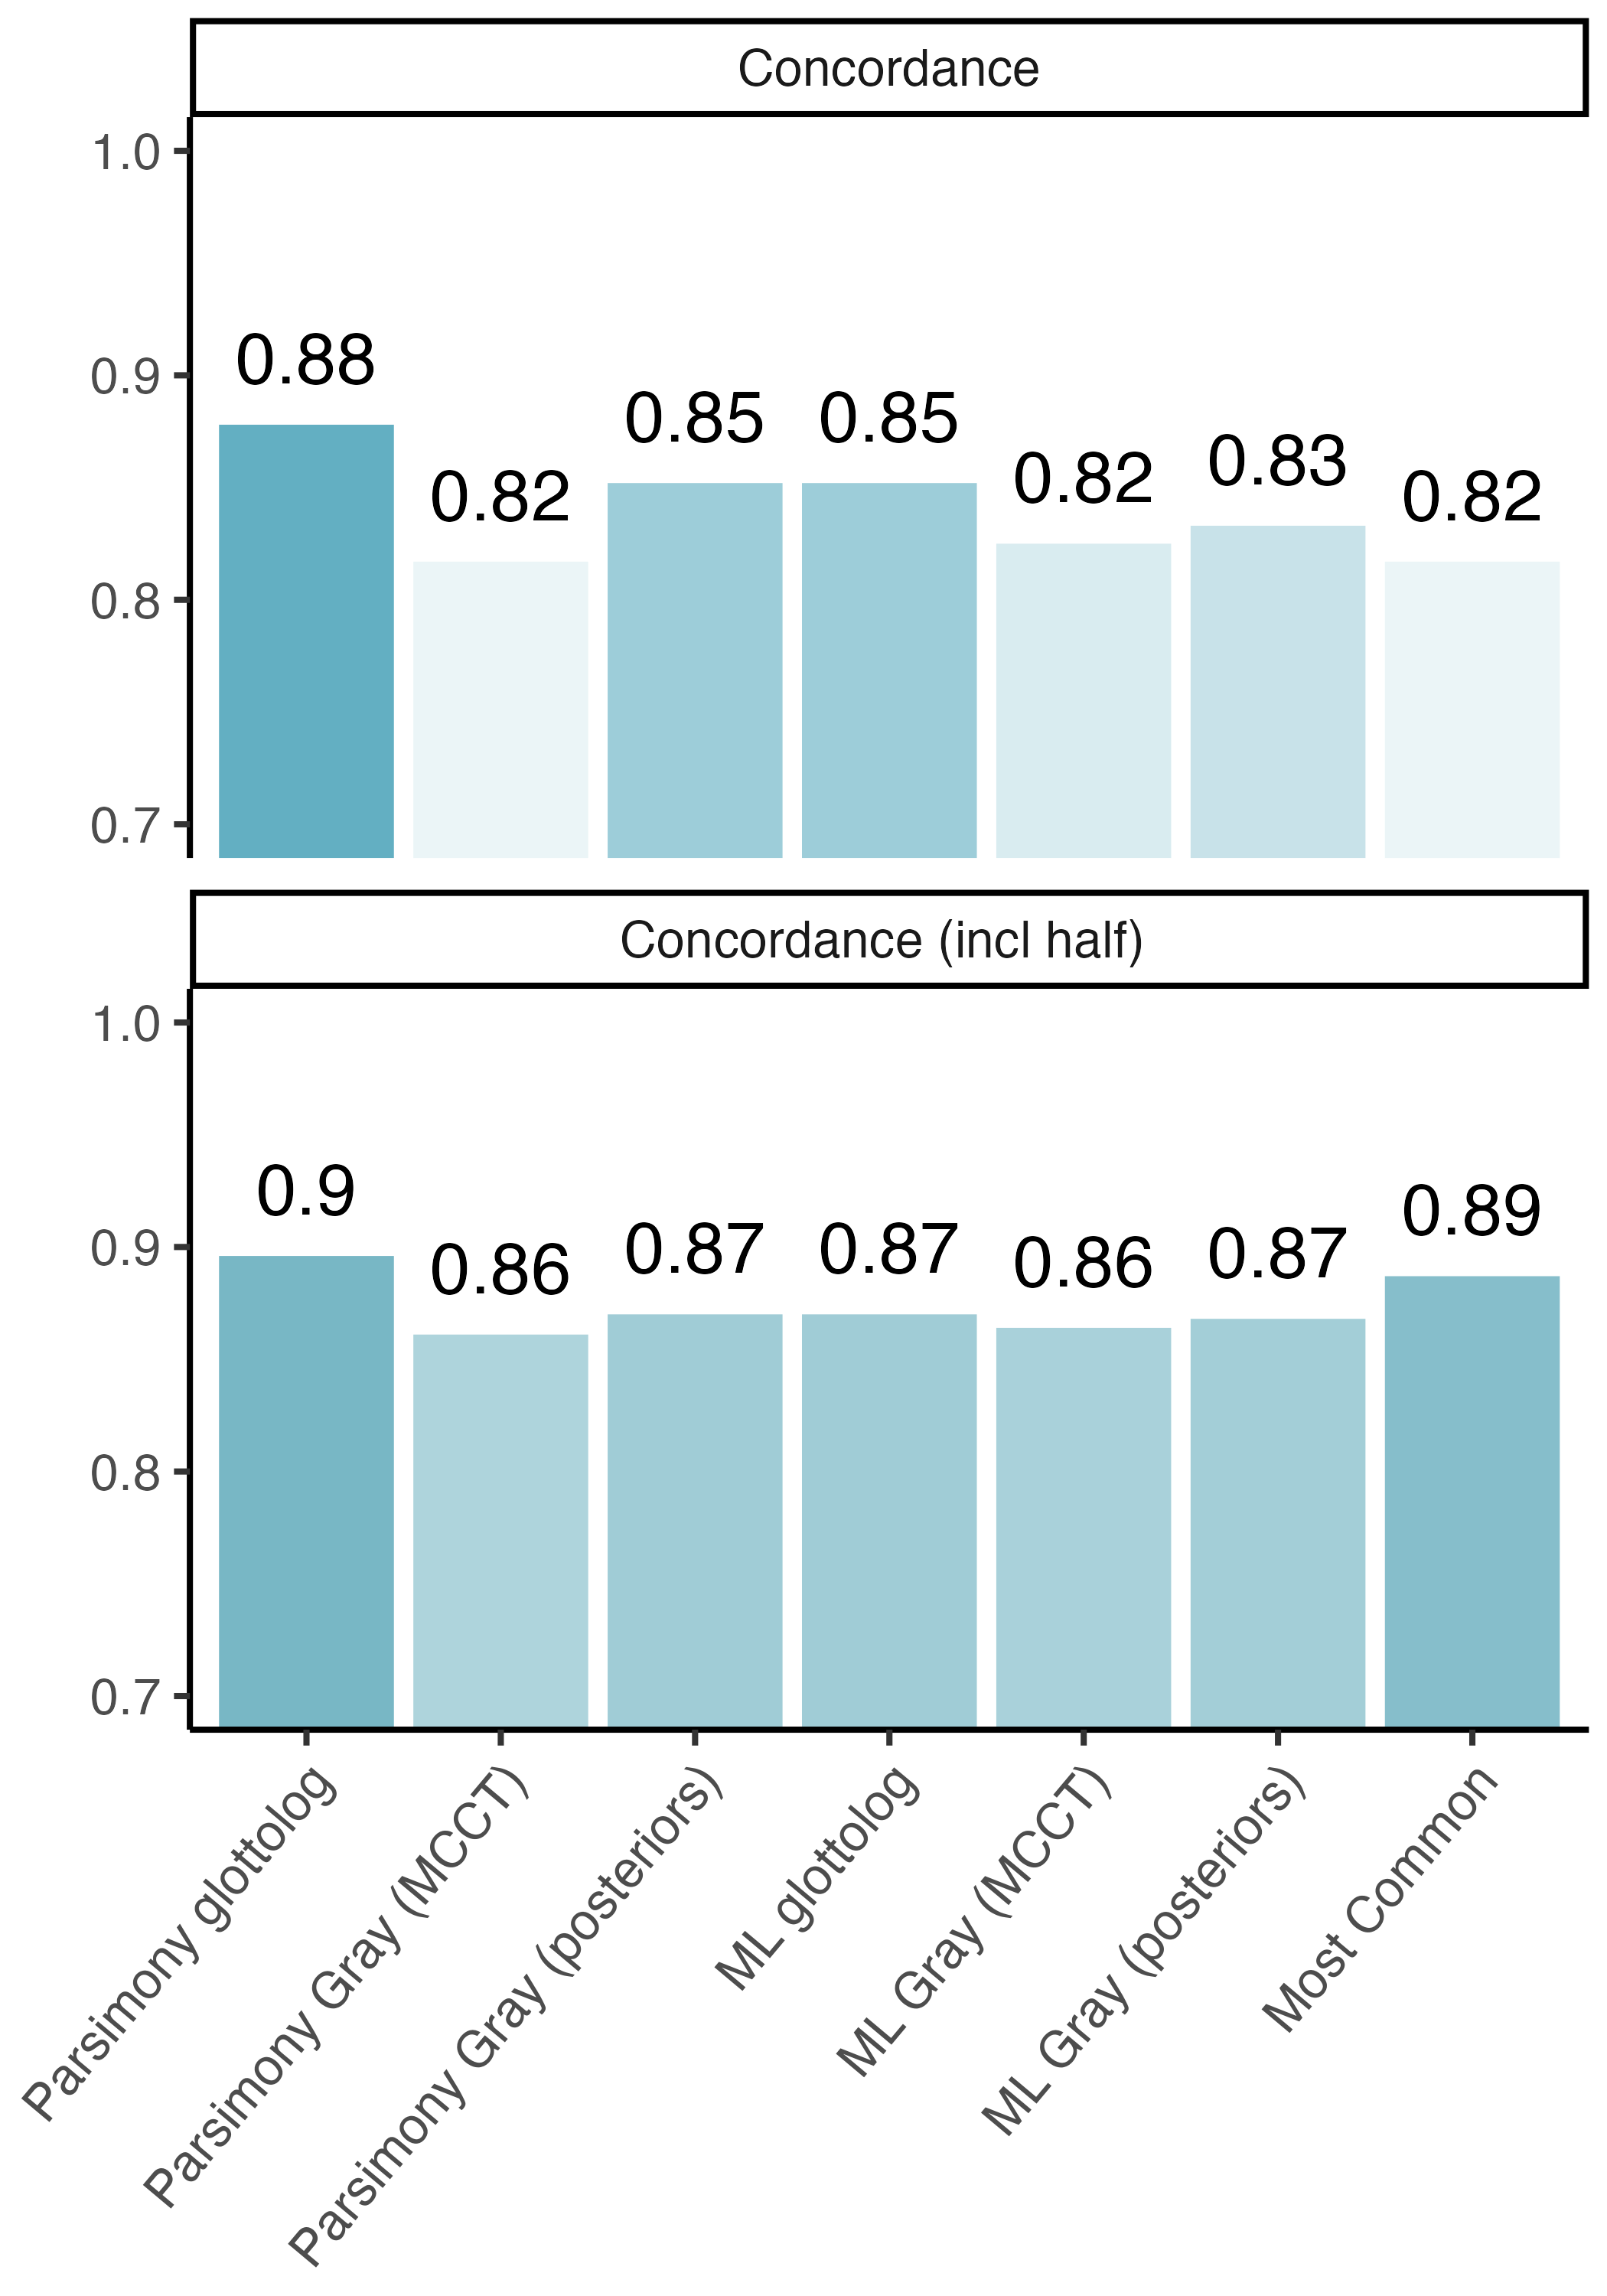 Concordance
1.0
0.9
0.8
0.7
0.88
0.82
0.85
0.85
0.82
0.83
0.82
Concordance (incl half)
1.0
0.9
0.8
0.7
0.9
0.86
0.87
0.87
0.86
0.87
0.89
Parsimony glottolog
Parsimony Gray (MCCT)
Parsimony Gray (posteriors)
ML glottolog
ML Gray (MCCT)
ML Gray (posteriors)
Most Common